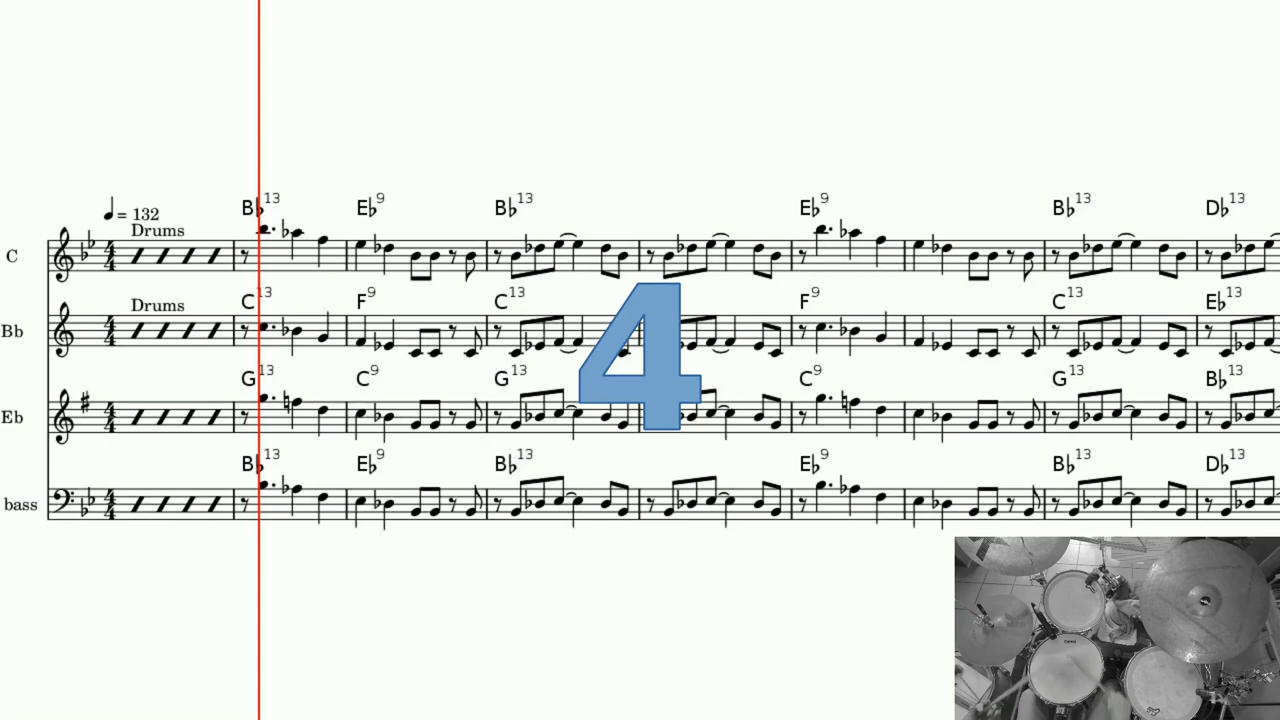 B♭13 E♭9 B♭13 E♭9 B♭13 D♭13
= 132
Drums
C
C13 F9 C13 F9 C13 E♭13
Drums
Bb
G13 C9 G13 C9 G13 B♭13
Eb
B♭13 E♭9 B♭13 E♭9 B♭13 D♭13
bass
4